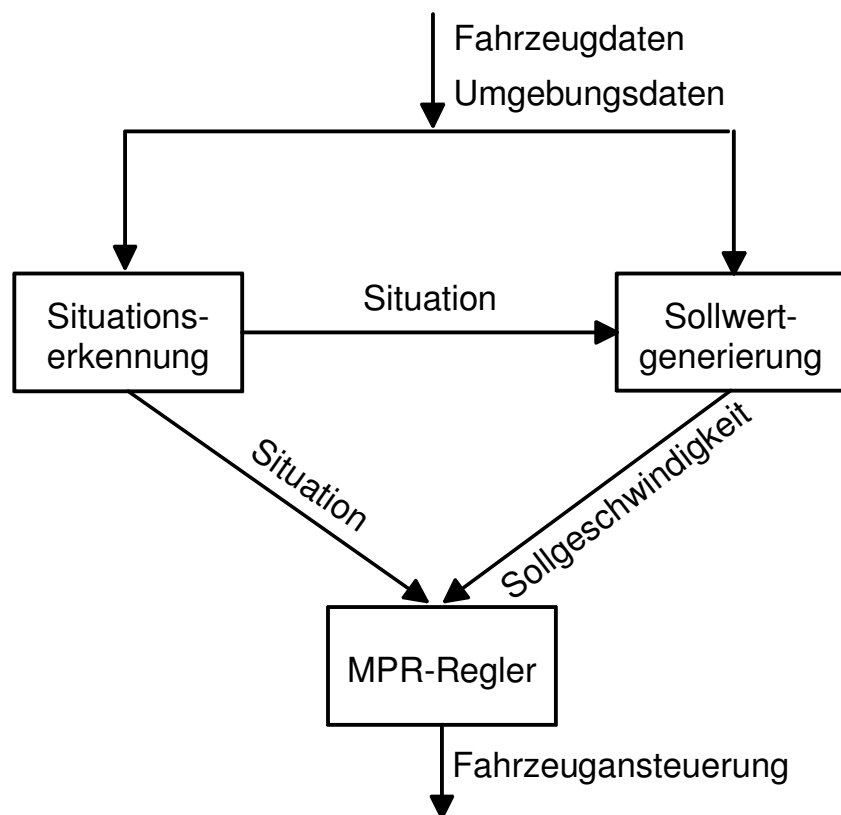 Fahrzeugdaten
Umgebungsdaten
Situations-
erkennung
Situation
Sollwert-
generierung
Situation
Sollgeschwindigkeit
MPR-Regler
Fahrzeugansteuerung